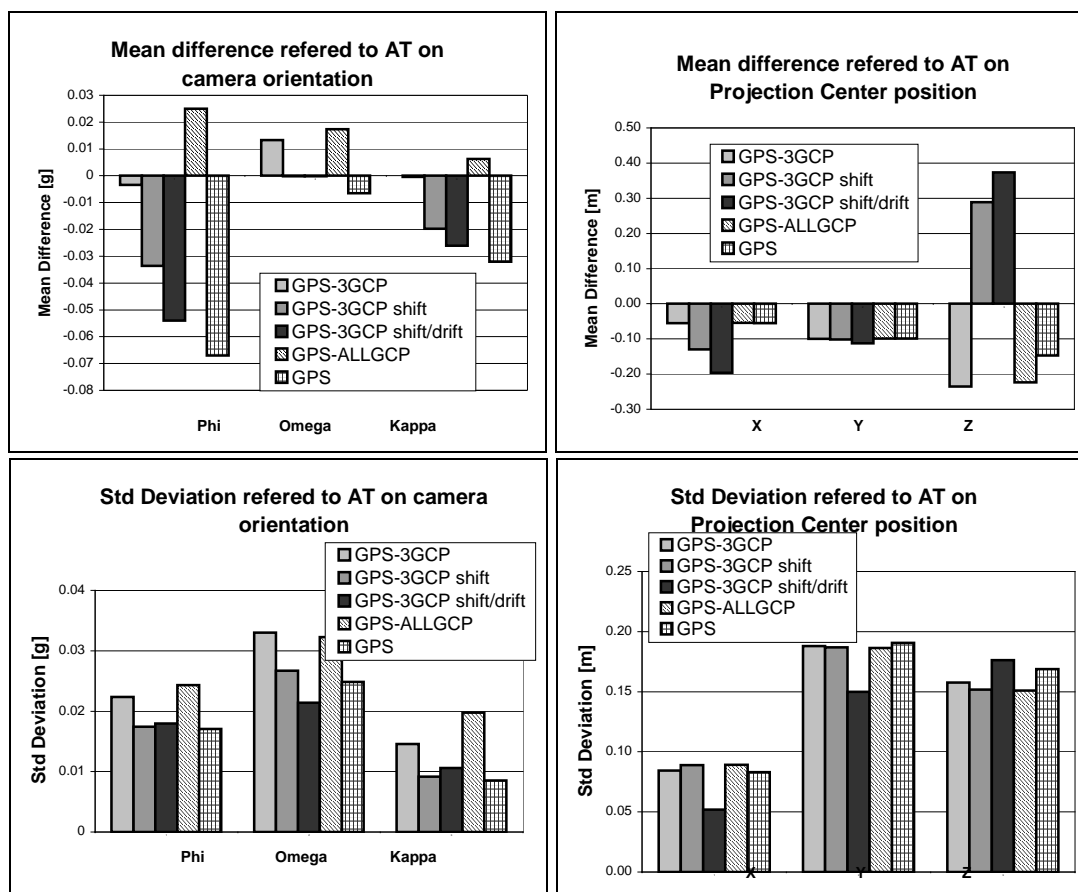 Mean difference refered to AT on
camera orientation
0.03
0.02
0.01
0
-0.01
-0.02
-0.03
-0.04
-0.05
-0.06
-0.07
-0.08
Mean Difference [g]
GPS-3GCP
GPS-3GCP shift
GPS-3GCP shift/drift
GPS-ALLGCP
GPS
Phi Omega Kappa
Mean difference refered to AT on
Projection Center position
0.50
0.40
0.30
0.20
0.10
0.00
-0.10
-0.20
-0.30
Mean Difference [m]
GPS-3GCP
GPS-3GCP shift
GPS-3GCP shift/drift
GPS-ALLGCP
GPS
X Y Z
Std Deviation refered to AT on camera
orientation
0.04
0.03
0.02
0.01
0
Std Deviation [g]
GPS-3GCP
GPS-3GCP shift
GPS-3GCP shift/drift
GPS-ALLGCP
GPS
Phi Omega Kappa
Std Deviation refered to AT on
Projection Center position
0.25
0.20
0.15
0.10
0.05
0.00
Std Deviation [m]
GPS-3GCP
GPS-3GCP shift
GPS-3GCP shift/drift
GPS-ALLGCP
GPS
X Y Z